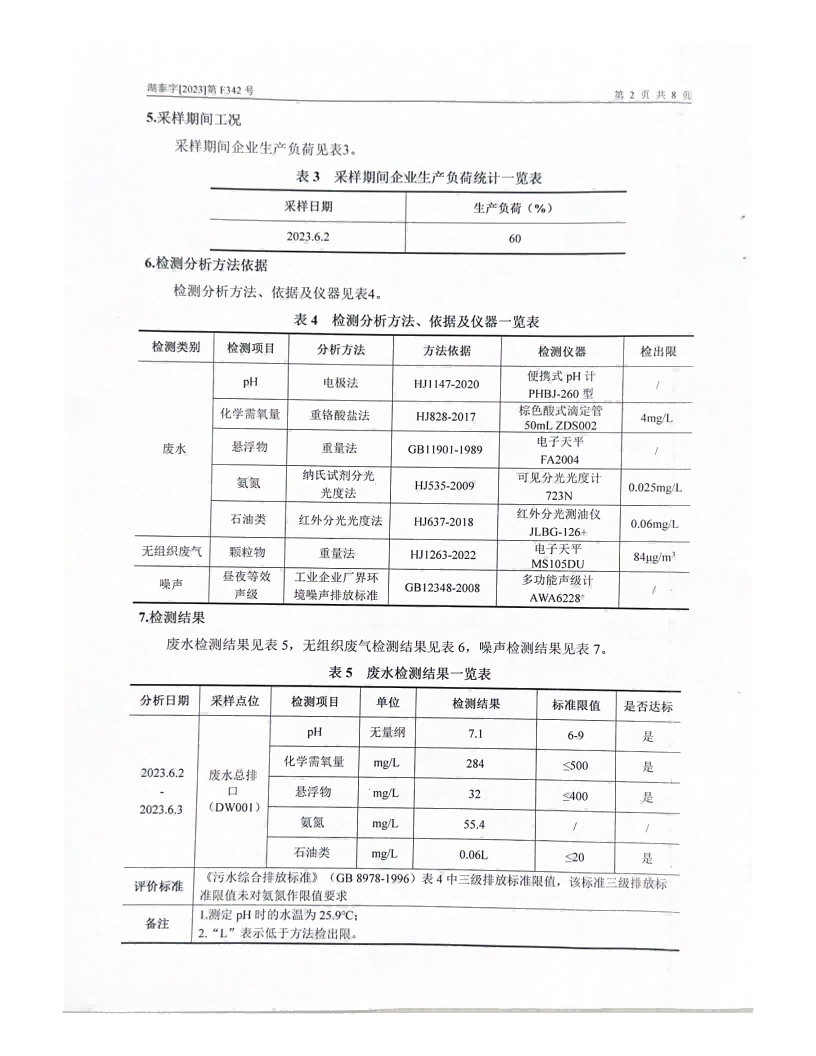 湖泰字[2023]第 F342 号
第 2 页 共 8 页
5.采样期间工况
采样期间企业生产负荷见表3。
表 3 采样期间企业生产负荷统计一览表
采样日期 生产负荷（%）
2023.6.2 60
6.检测分析方法依据
检测分析方法、依据及仪器见表4。
表 4 检测分析方法、依据及仪器一览表
检测类别 检测项目 分析方法 方法依据 检测仪器 检出限
废水
pH 电极法 HJ1147-2020 便携式 pH 计
PHBJ-260 型 /
化学需氧量 重铬酸盐法 HJ828-2017 棕色酸式滴定管
50mL ZDS002 4mg/L
悬浮物 重量法 GB11901-1989 电子天平
FA2004 /
氨氮 纳氏试剂分光
光度法 HJ535-2009 可见分光光度计
723N 0.025mg/L
石油类 红外分光光度法 HJ637-2018 红外分光测油仪
JLBG-126+ 0.06mg/L
无组织废气 颗粒物 重量法 HJ1263-2022 电子天平
MS105DU 84μg/m³
噪声 昼夜等效
声级 工业企业厂界环
境噪声排放标准 GB12348-2008 多功能声级计
AWA6228+ /
7.检测结果
废水检测结果见表 5，无组织废气检测结果见表 6，噪声检测结果见表 7。
表 5 废水检测结果一览表
分析日期 采样点位 检测项目 单位 检测结果 标准限值 是否达标
2023.6.2
-
2023.6.3
废水总排
口
（DW001）
pH 无量纲 7.1 6-9 是
化学需氧量 mg/L 284 ≤500 是
悬浮物 mg/L 32 ≤400 是
氨氮 mg/L 55.4 / /
石油类 mg/L 0.06L ≤20 是
评价标准 《污水综合排放标准》（GB 8978-1996）表 4 中三级排放标准限值，该标准三级排放标
准限值未对氨氮作限值要求
备注 1.测定 pH 时的水温为 25.9℃；
2.“L”表示低于方法检出限。